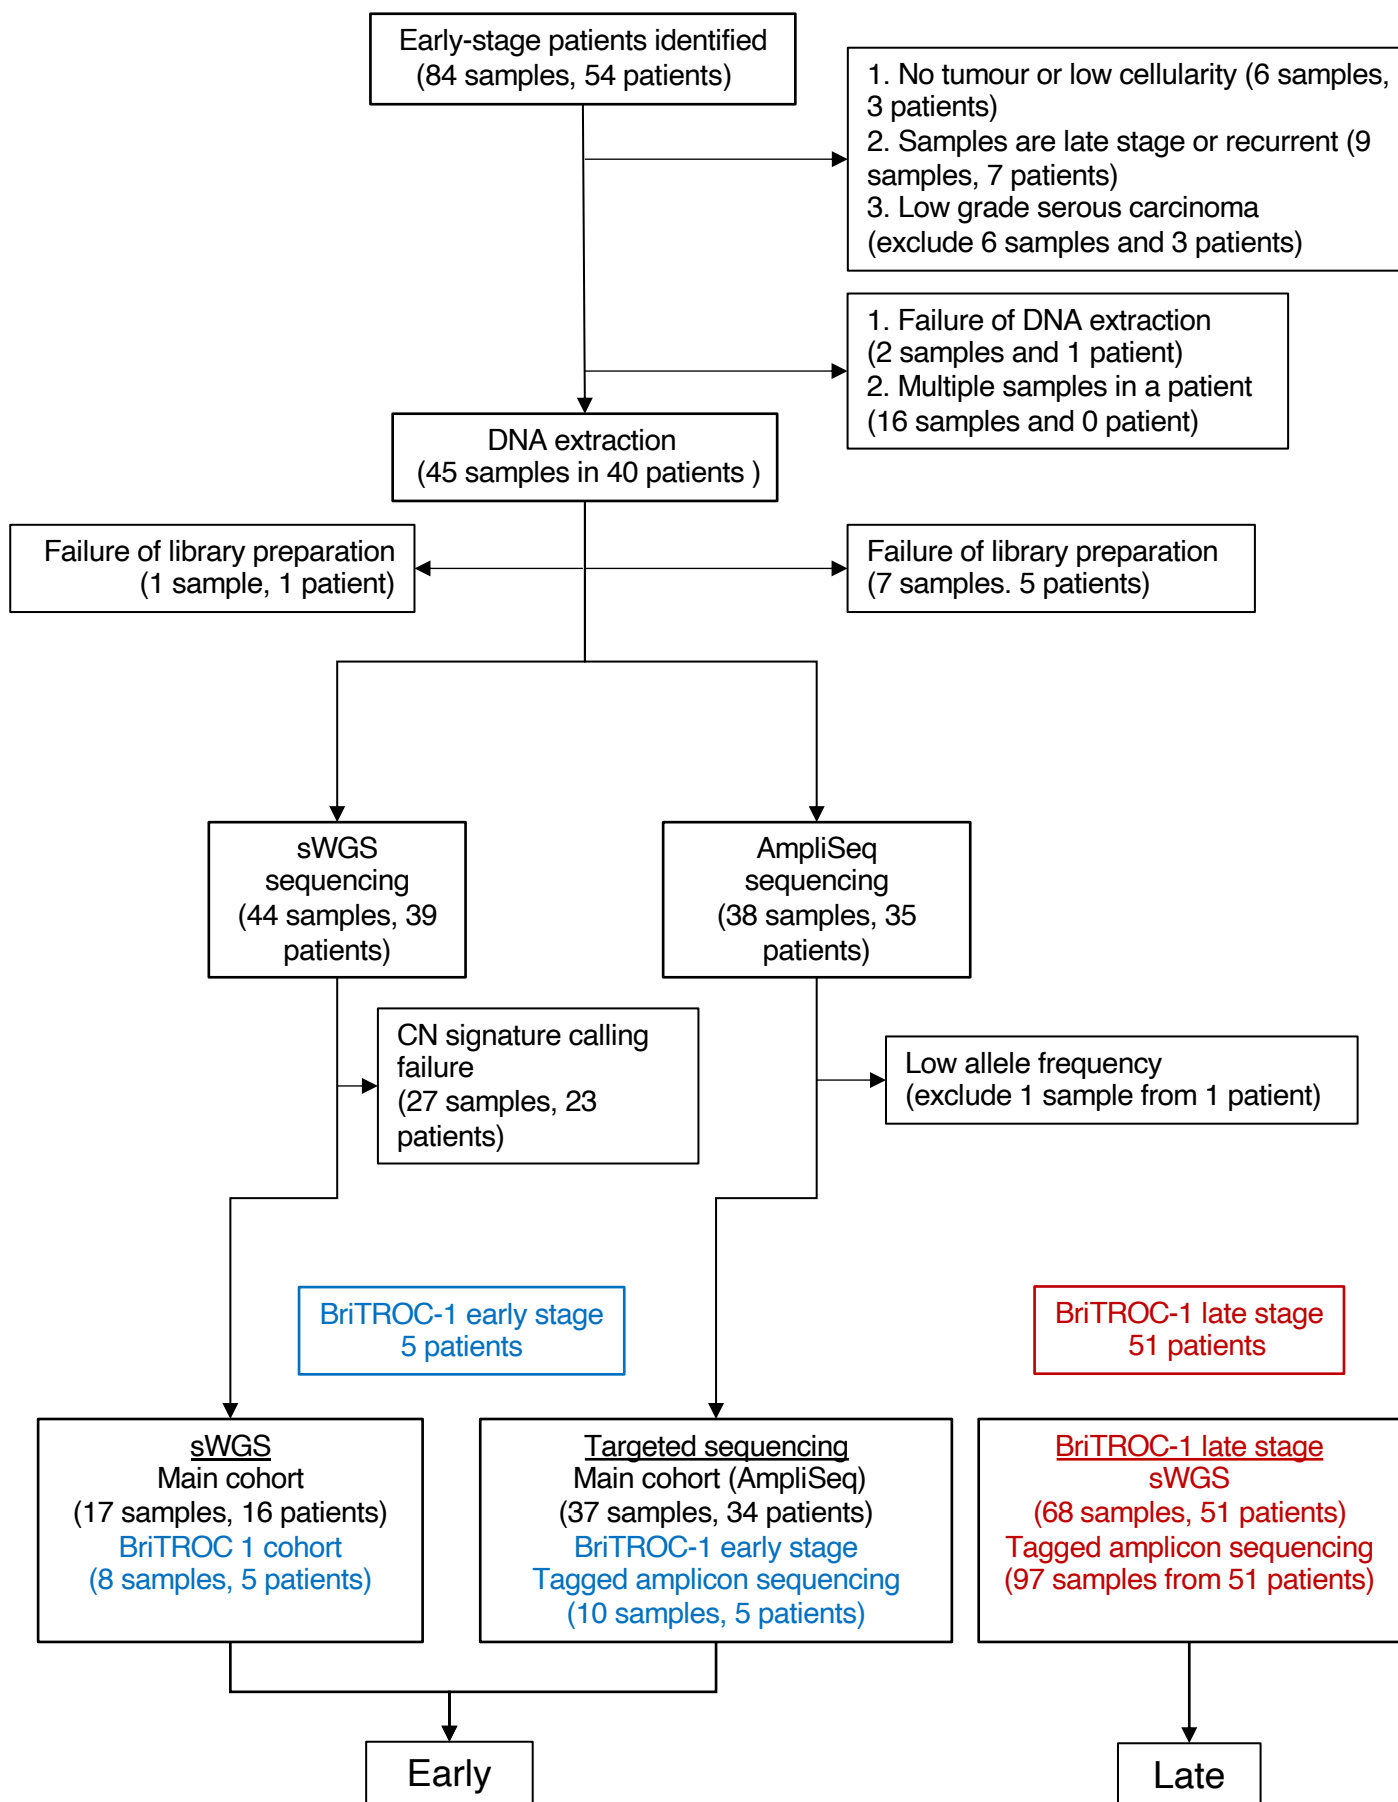 Early-stage patients identified
(84 samples, 54 patients)
1. No tumour or low cellularity (6 samples,
3 patients)
2. Samples are late stage or recurrent (9
samples, 7 patients)
3. Low grade serous carcinoma
(exclude 6 samples and 3 patients)
1. Failure of DNA extraction
(2 samples and 1 patient)
2. Multiple samples in a patient
(16 samples and 0 patient)
DNA extraction
(45 samples in 40 patients )
Failure of library preparation
(1 sample, 1 patient)
Failure of library preparation
(7 samples. 5 patients)
sWGS
sequencing
(44 samples, 39
patients)
AmpliSeq
sequencing
(38 samples, 35
patients)
CN signature calling
failure
(27 samples, 23
patients)
Low allele frequency
(exclude 1 sample from 1 patient)
BriTROC-1 early stage
5 patients
BriTROC-1 late stage
51 patients
sWGS
Main cohort
(17 samples, 16 patients)
BriTROC 1 cohort
(8 samples, 5 patients)
Targeted sequencing
Main cohort (AmpliSeq)
(37 samples, 34 patients)
BriTROC-1 early stage
Tagged amplicon sequencing
(10 samples, 5 patients)
BriTROC-1 late stage
sWGS
(68 samples, 51 patients)
Tagged amplicon sequencing
(97 samples from 51 patients)
Early
Late